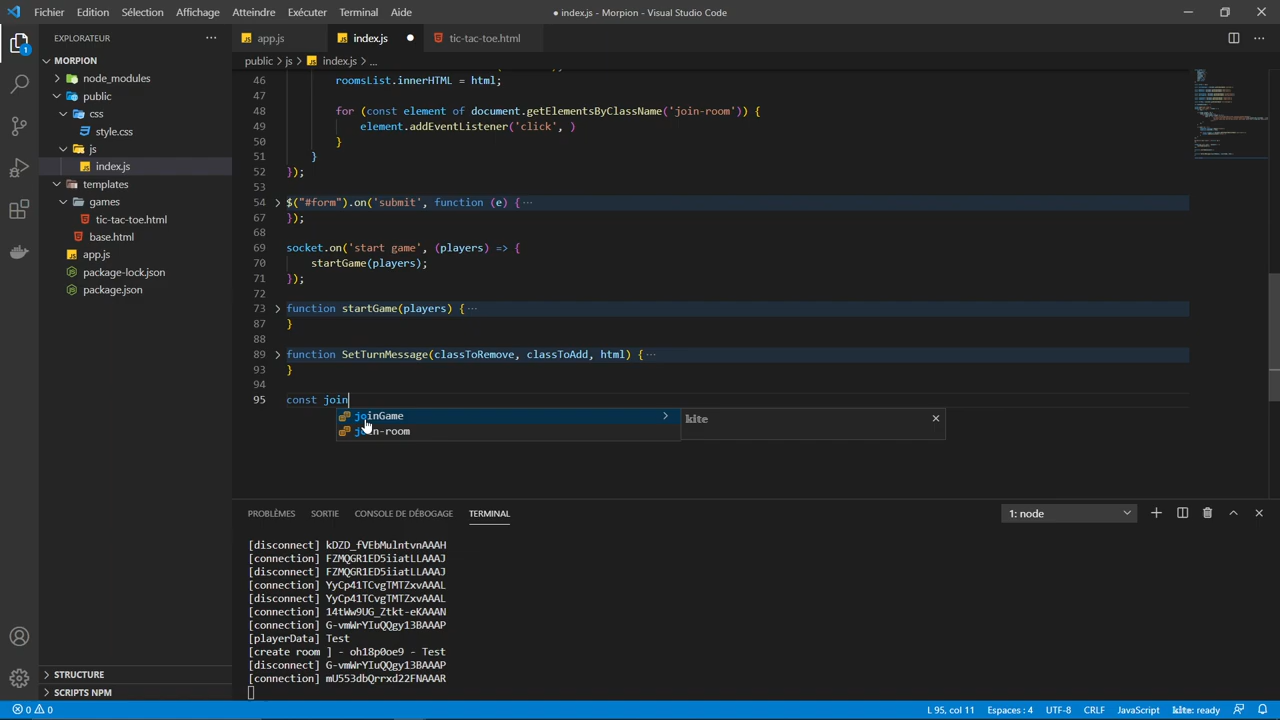 Fichier Edition Sélection Affichage Atteindre Exécuter Terminal Aide
● index.js - Morpion - Visual Studio Code
EXPLORATEUR
MORPION
node_modules
public
css
style.css
js
index.js
templates
games
tic-tac-toe.html
base.html
app.js
package-lock.json
package.json
STRUCTURE
SCRIPTS NPM
1
app.js index.js tic-tac-toe.html
public > js > index.js > ...
46 roomsList.innerHTML = html;
47
48 for (const element of document.getElementsByClassName('join-room')) {
49 element.addEventListener('click', )
50 }
51 }
52 });
53
54 $("#form").on('submit', function (e) {
67 });
68
69 socket.on('start game', (players) => {
70 startGame(players);
71 });
72
73 function startGame(players) {
87 }
88
89 function SetTurnMessage(classToRemove, classToAdd, html) {
93 }
94
95 const join
joinGame
join-room
kite
PROBLÈMES SORTIE CONSOLE DE DÉBOGAGE TERMINAL
1: node
[disconnect] kDZD_fVEbMulntvnAAAH
[connection] FZMQGR1ED5iiatLLAAAJ
[disconnect] FZMQGR1ED5iiatLLAAAJ
[connection] YyCp41TCvgTMTZxvAAAL
[disconnect] YyCp41TCvgTMTZxvAAAL
[connection] 14tWw9UG_Ztkt-eKAAAN
[connection] G-vmWrYIuQQgy13BAAAP
[playerData] Test
[create room ] - oh18p0oe9 - Test
[disconnect] G-vmWrYIuQQgy13BAAAP
[connection] mU553dbQrrxd22FNAAAR
0 0
L 95, col 11 Espaces : 4 UTF-8 CRLF JavaScript kite: ready